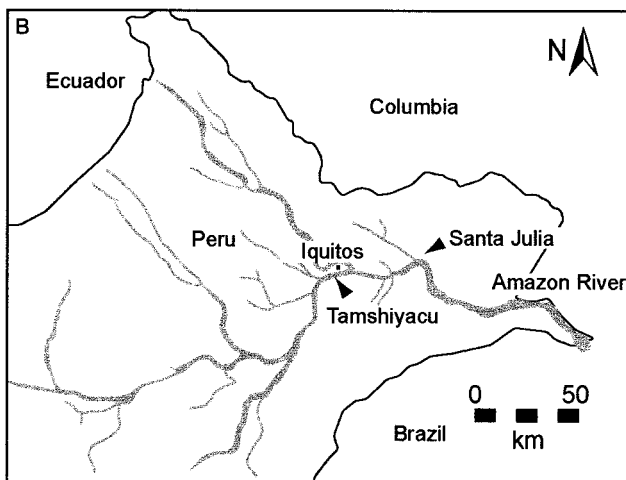 B
N
Ecuador
Columbia
Peru
Iquitos
Santa Julia
Amazon River
Tamshiyacu
0 50
km
Brazil